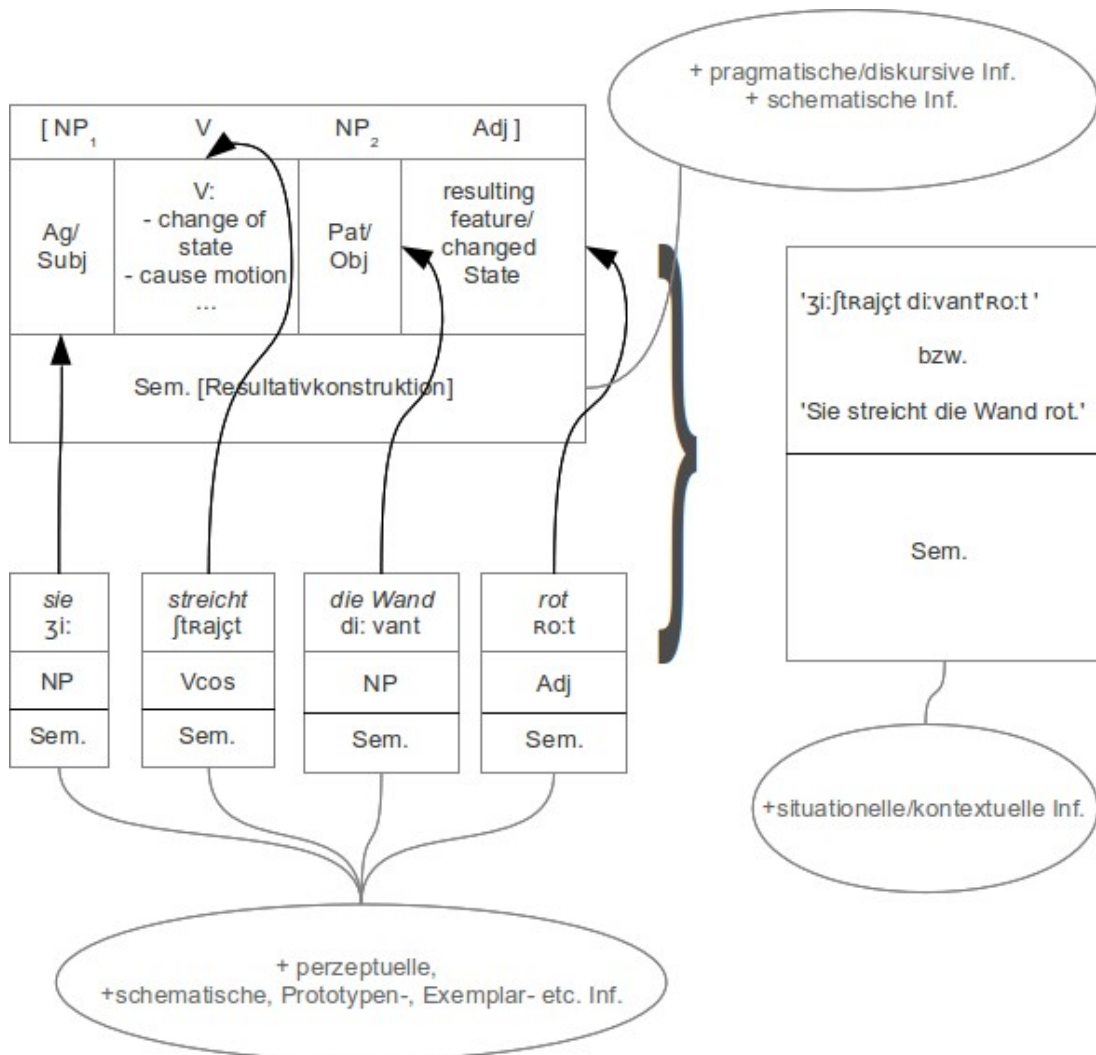 + pragmatische/diskursive Inf.
+ schematische Inf.
[ NP1 V NP2 Adj ]
Ag/
Subj
V:
- change of
state
- cause motion
...
Pat/
Obj
resulting
feature/
changed
State
Sem. [Resultativkonstruktion]
'ʒi:ʃtʀajçt di:vant'ʀo:t '
bzw.
'Sie streicht die Wand rot.'
Sem.
sie
ʒi:
NP
Sem.
streicht
ʃtʀajçt
Vcos
Sem.
die Wand
di: vant
NP
Sem.
rot
ʀo:t
Adj
Sem.
+situationelle/kontextuelle Inf.
+ perzeptuelle,
+schematische, Prototypen-, Exemplar- etc. Inf.